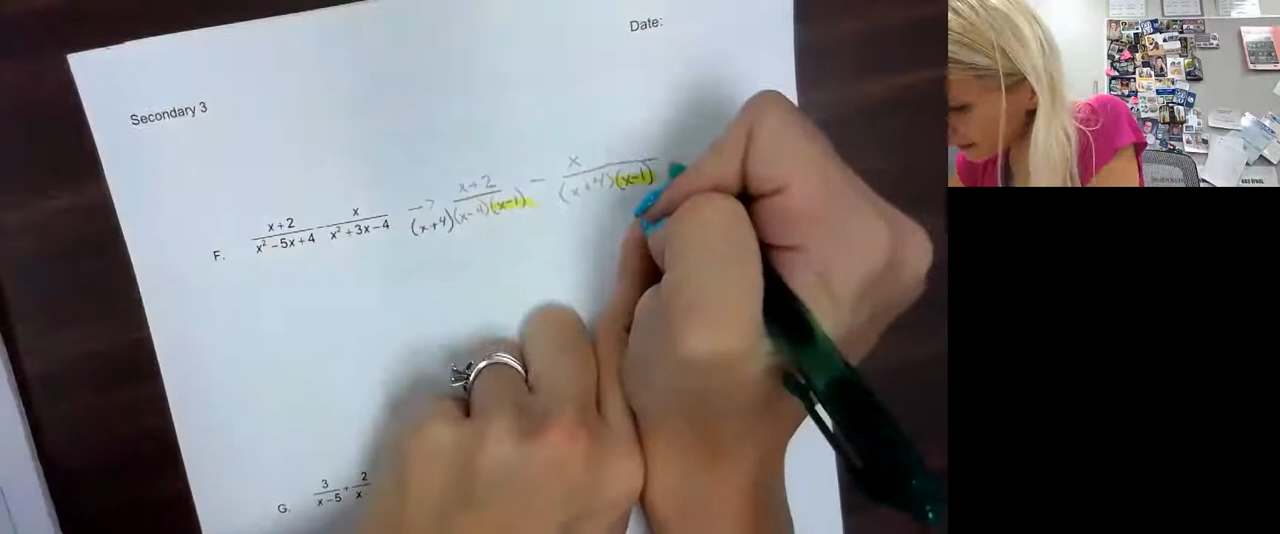 Date:
Secondary 3
F. (x+2)/(x² − 5x + 4) − x/(x² + 3x − 4) → (x+2)/((x+4)(x-4)(x-1)) − x/((x+4)(x-1))
G. 3/(x − 5) + 2/x